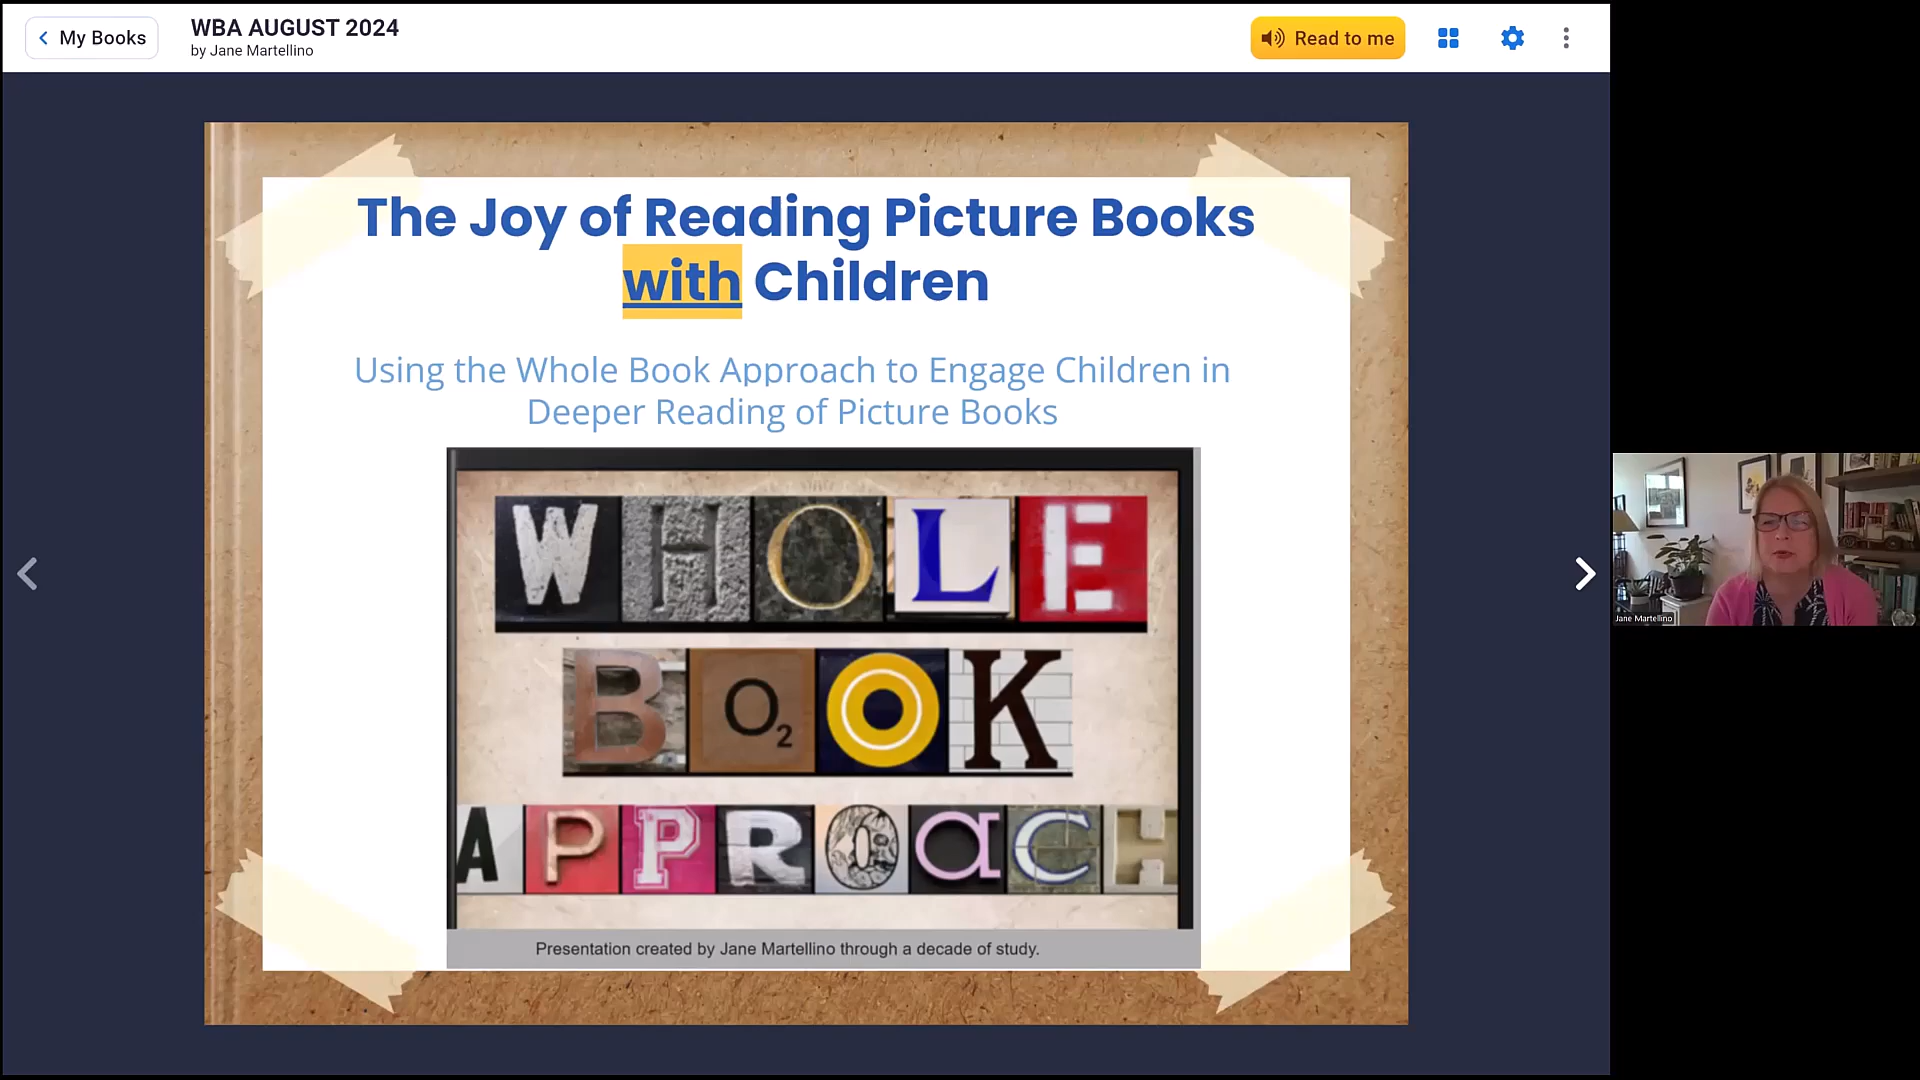 My Books
WBA AUGUST 2024
by Jane Martellino
Read to me
The Joy of Reading Picture Books
with Children
Using the Whole Book Approach to Engage Children in
Deeper Reading of Picture Books
WHOLE
BO₂OK
APPROaCH
Presentation created by Jane Martellino through a decade of study.
Jane Martellino